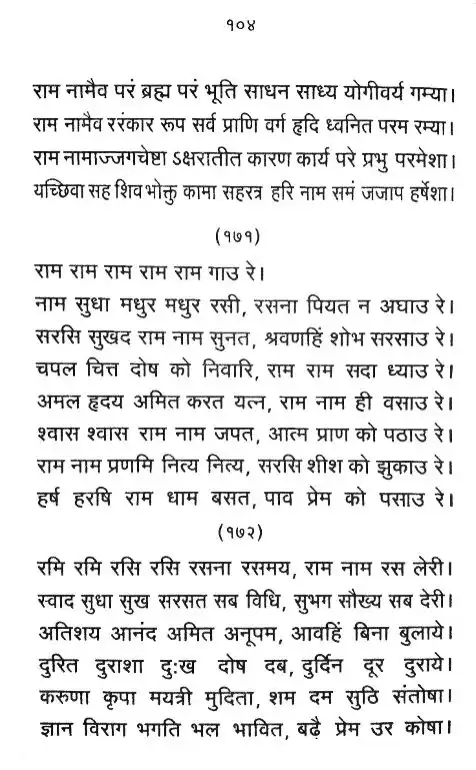 १०४
राम नामैव परं ब्रह्म परं भूति साधन साध्य योगीवर्य गम्या।
राम नामैव ररंकार रूप सर्व प्राणि वर्ग हृदि ध्वनित परम रम्या।
राम नामाज्जगचेष्टा ऽक्षरातीत कारण कार्य परे प्रभु परमेशा।
यच्छिवा सह शिव भोक्तु कामा सहस्त्र हरि नाम समं जजाप हर्षेशा।
(१७१)
राम राम राम राम राम गाउ रे।
नाम सुधा मधुर मधुर रसी, रसना पियत न अघाउ रे।
सरसि सुखद राम नाम सुनत, श्रवणहिं शोभ सरसाउ रे।
चपल चित्त दोष को निवारि, राम राम सदा ध्याउ रे।
अमल हृदय अमित करत यत्न, राम नाम ही वसाउ रे।
श्वास श्वास राम नाम जपत, आत्म प्राण को पठाउ रे।
राम नाम प्रणमि नित्य नित्य, सरसि शीश को झुकाउ रे।
हर्ष हरषि राम धाम बसत, पाव प्रेम को पसाउ रे।
(१७२)
रमि रमि रसि रसि रसना रसमय, राम नाम रस लेरी।
स्वाद सुधा सुख सरसत सब विधि, सुभग सौख्य सब देरी।
अतिशय आनंद अमित अनूपम, आवहिं बिना बुलाये।
दुरित दुराशा दुःख दोष दब, दुर्दिन दूर दुराये।
करुणा कृपा मयत्री मुदिता, शम दम सुठि संतोषा।
ज्ञान विराग भगति भल भावित, बढ़ै प्रेम उर कोषा।